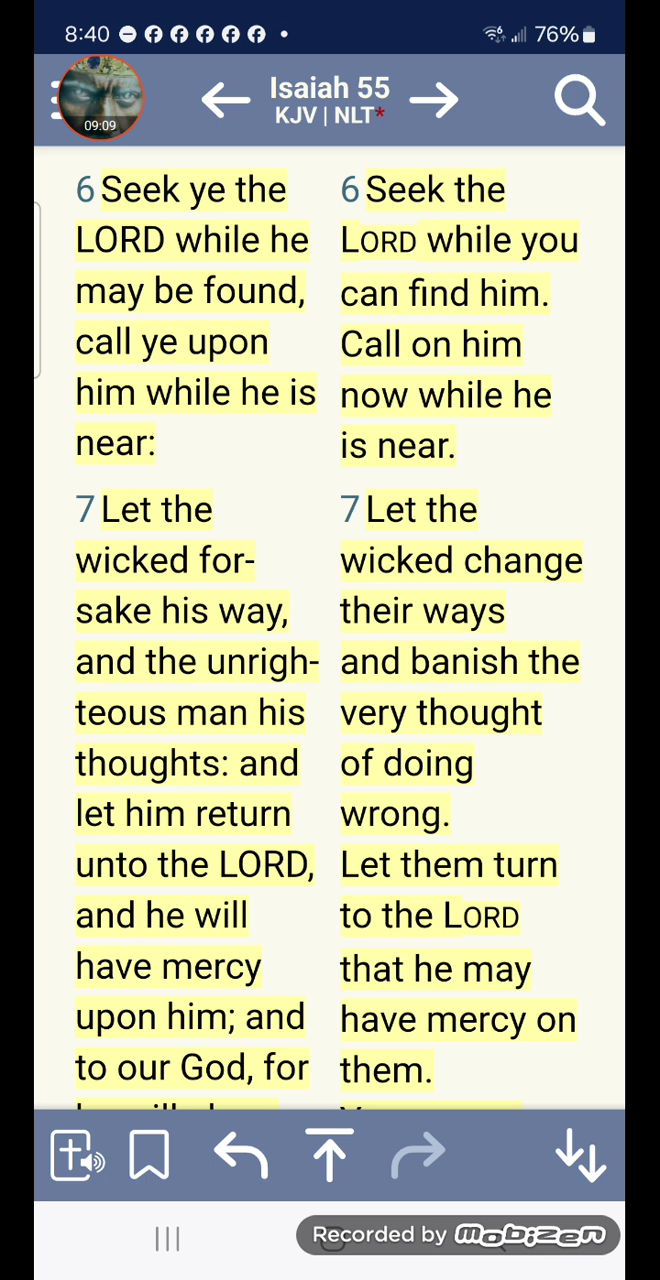 8:40
76%
09:09
Isaiah 55
KJV | NLT*
6 Seek ye the
LORD while he
may be found,
call ye upon
him while he is
near:
7 Let the
wicked for-
sake his way,
and the unrigh-
teous man his
thoughts: and
let him return
unto the LORD,
and he will
have mercy
upon him; and
to our God, for
6 Seek the
LORD while you
can find him.
Call on him
now while he
is near.
7 Let the
wicked change
their ways
and banish the
very thought
of doing
wrong.
Let them turn
to the LORD
that he may
have mercy on
them.
Recorded by mobizen